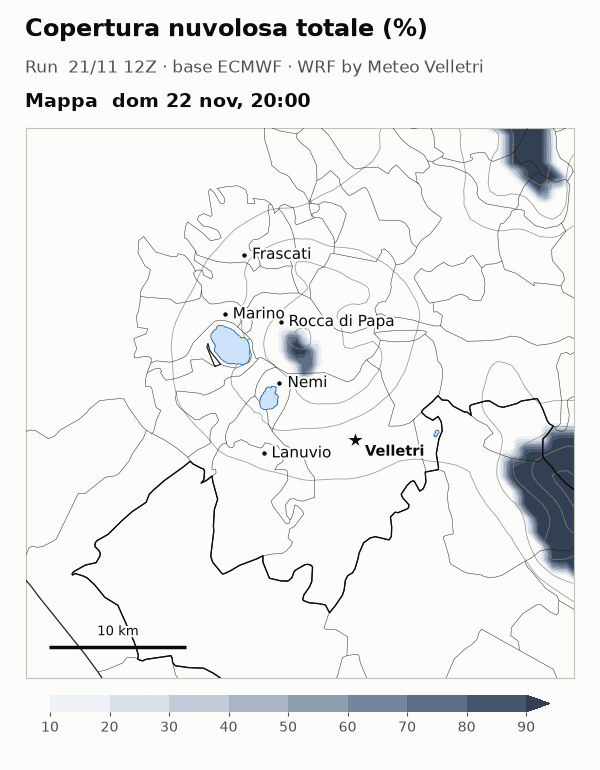 Copertura nuvolosa totale (%)
Run  21/11 12Z · base ECMWF · WRF by Meteo Velletri
Mappa  dom 22 nov, 20:00
Frascati
Marino
Rocca di Papa
Nemi
Velletri
Lanuvio
10 km
10 20 30 40 50 60 70 80 90